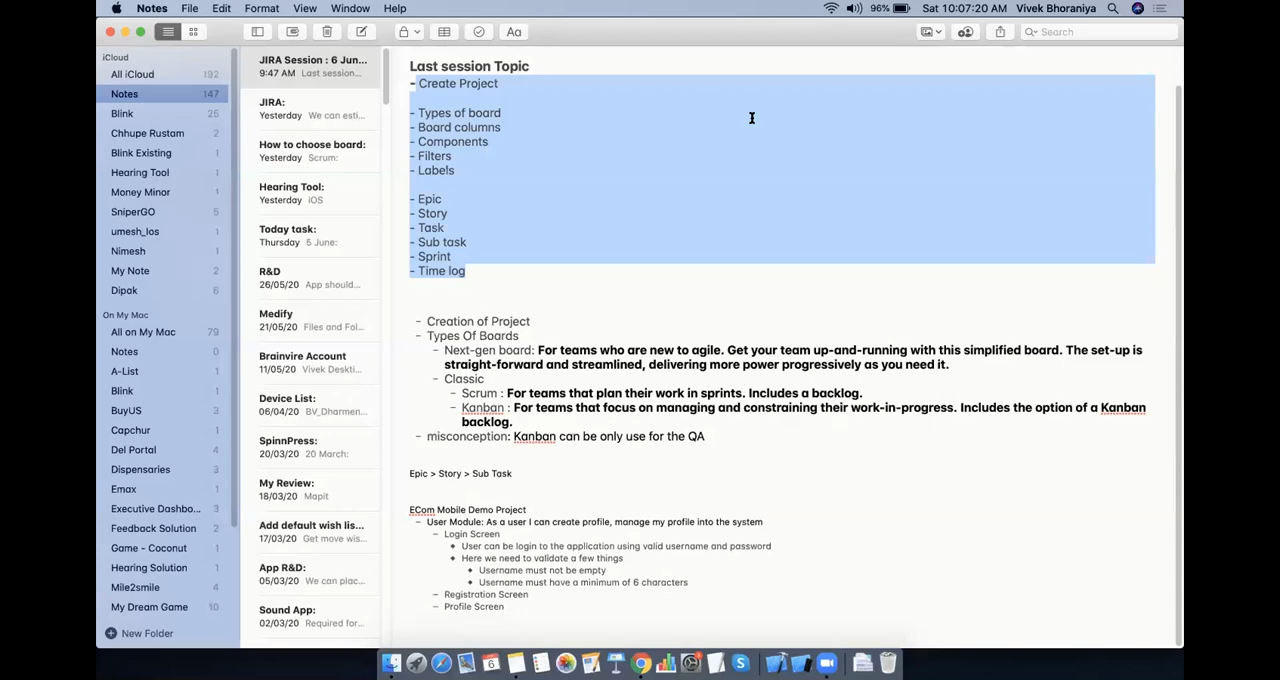 Notes File Edit Format View Window Help
96% Sat 10:07:20 AM Vivek Bhoraniya
Aa
Search
iCloud
All iCloud 192
Notes 147
Blink 25
Chhupe Rustam 2
Blink Existing 1
Hearing Tool 1
Money Minor 1
SniperGO 5
umesh_los 1
Nimesh 1
My Note 2
Dipak 6
On My Mac
All on My Mac 79
Notes 0
A-List 1
Blink 1
BuyUS 3
Capchur 1
Del Portal 4
Dispensaries 3
Emax 1
Executive Dashbo... 3
Feedback Solution 2
Game - Coconut 1
Hearing Solution 1
Mile2smile 4
My Dream Game 10
New Folder
JIRA Session : 6 Jun...
9:47 AM Last session...
JIRA:
Yesterday We can esti...
How to choose board:
Yesterday Scrum:
Hearing Tool:
Yesterday iOS
Today task:
Thursday 5 June:
R&D
26/05/20 App should...
Medify
21/05/20 Files and Fol...
Brainvire Account
11/05/20 Vivek Deskti...
Device List:
06/04/20 BV_Dharmen...
SpinnPress:
20/03/20 20 March:
My Review:
18/03/20 Mapit
Add default wish lis...
17/03/20 Get move wis...
App R&D:
05/03/20 We can plac...
Sound App:
02/03/20 Required for...
Last session Topic
- Create Project
- Types of board
- Board columns
- Components
- Filters
- Labels
- Epic
- Story
- Task
- Sub task
- Sprint
- Time log
– Creation of Project
– Types Of Boards
– Next-gen board: For teams who are new to agile. Get your team up-and-running with this simplified board. The set-up is
straight-forward and streamlined, delivering more power progressively as you need it.
– Classic
– Scrum : For teams that plan their work in sprints. Includes a backlog.
– Kanban : For teams that focus on managing and constraining their work-in-progress. Includes the option of a Kanban
backlog.
– misconception: Kanban can be only use for the QA
Epic > Story > Sub Task
ECom Mobile Demo Project
– User Module: As a user I can create profile, manage my profile into the system
– Login Screen
◆ User can be login to the application using valid username and password
◆ Here we need to validate a few things
◆ Username must not be empty
◆ Username must have a minimum of 6 characters
– Registration Screen
– Profile Screen
6